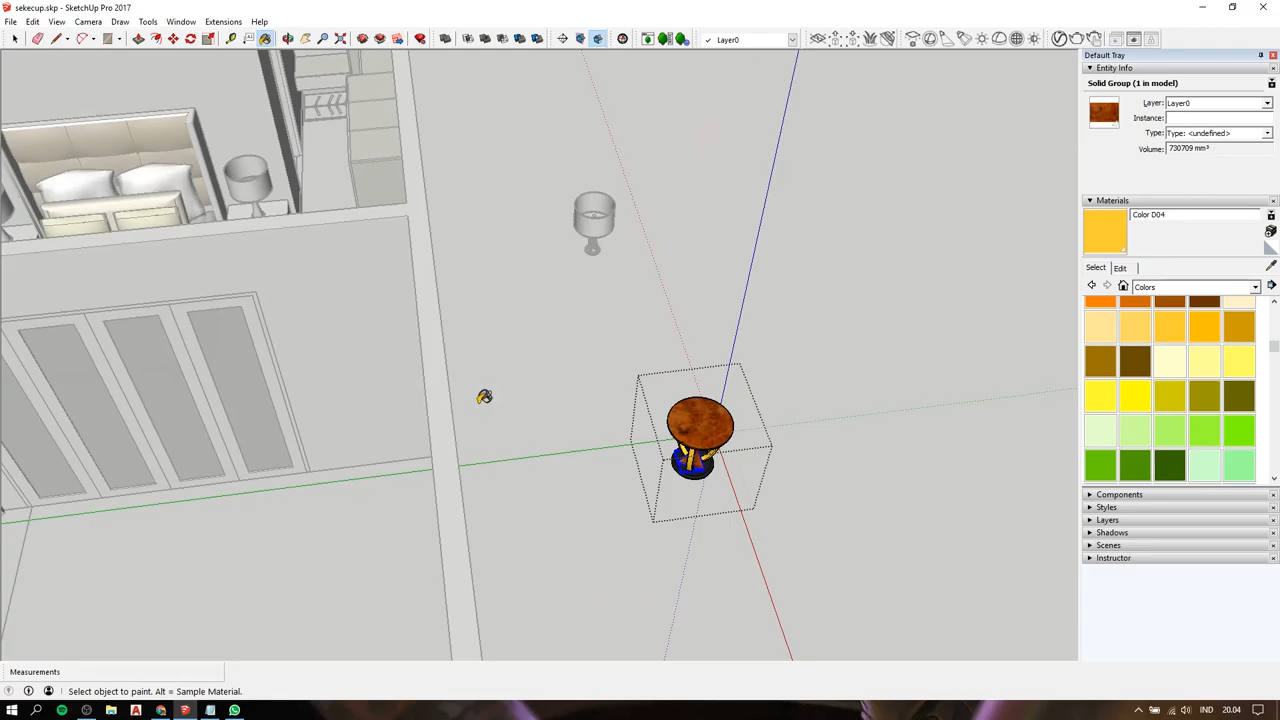 sekecup.skp - SketchUp Pro 2017
File Edit View Camera Draw Tools Window Extensions Help
Layer0
Default Tray
Entity Info
Solid Group (1 in model)
Layer: Layer0
Instance:
Type: Type: <undefined>
Volume: 730709 mm³
Materials
Color D04
Select Edit
Colors
Components
Styles
Layers
Shadows
Scenes
Instructor
Measurements
Select object to paint. Alt = Sample Material.
IND 20.04